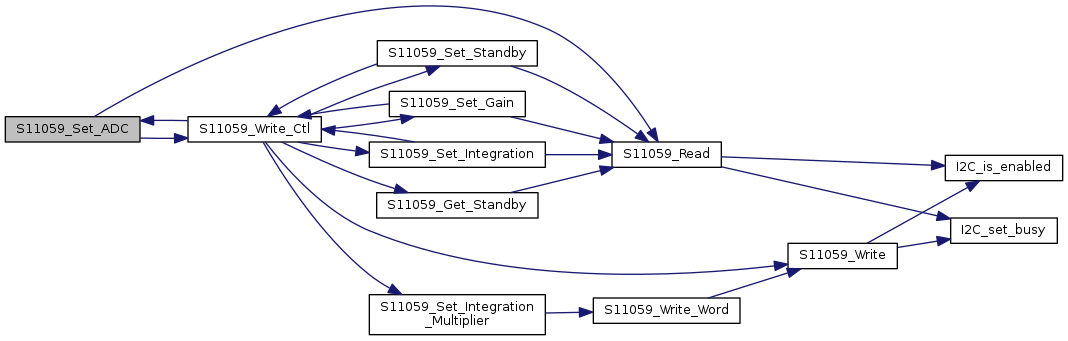 S11059_Set_ADC
S11059_Write_Ctl
S11059_Set_Standby
S11059_Set_Gain
S11059_Set_Integration
S11059_Get_Standby
S11059_Set_Integration
_Multiplier
S11059_Read
S11059_Write_Word
S11059_Write
I2C_is_enabled
I2C_set_busy